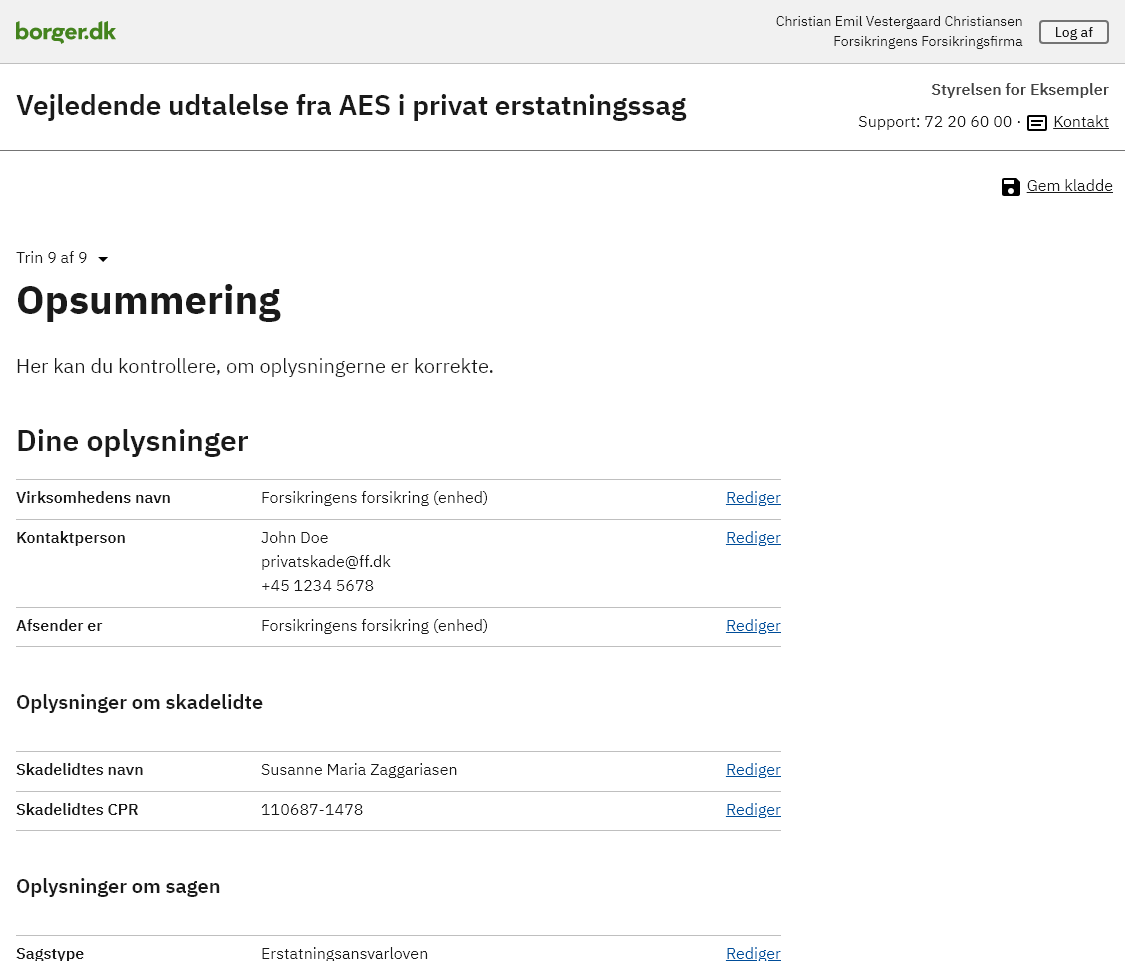 borger.dk
Christian Emil Vestergaard Christiansen
Forsikringens Forsikringsfirma
Log af
Vejledende udtalelse fra AES i privat erstatningssag
Styrelsen for Eksempler
Support: 72 20 60 00 · Kontakt
Gem kladde
Trin 9 af 9
Opsummering
Her kan du kontrollere, om oplysningerne er korrekte.
Dine oplysninger
Virksomhedens navn Forsikringens forsikring (enhed) Rediger
Kontaktperson John Doe Rediger
privatskade@ff.dk
+45 1234 5678
Afsender er Forsikringens forsikring (enhed) Rediger
Oplysninger om skadelidte
Skadelidtes navn Susanne Maria Zaggariasen Rediger
Skadelidtes CPR 110687-1478 Rediger
Oplysninger om sagen
Sagstype Erstatningsansvarloven Rediger